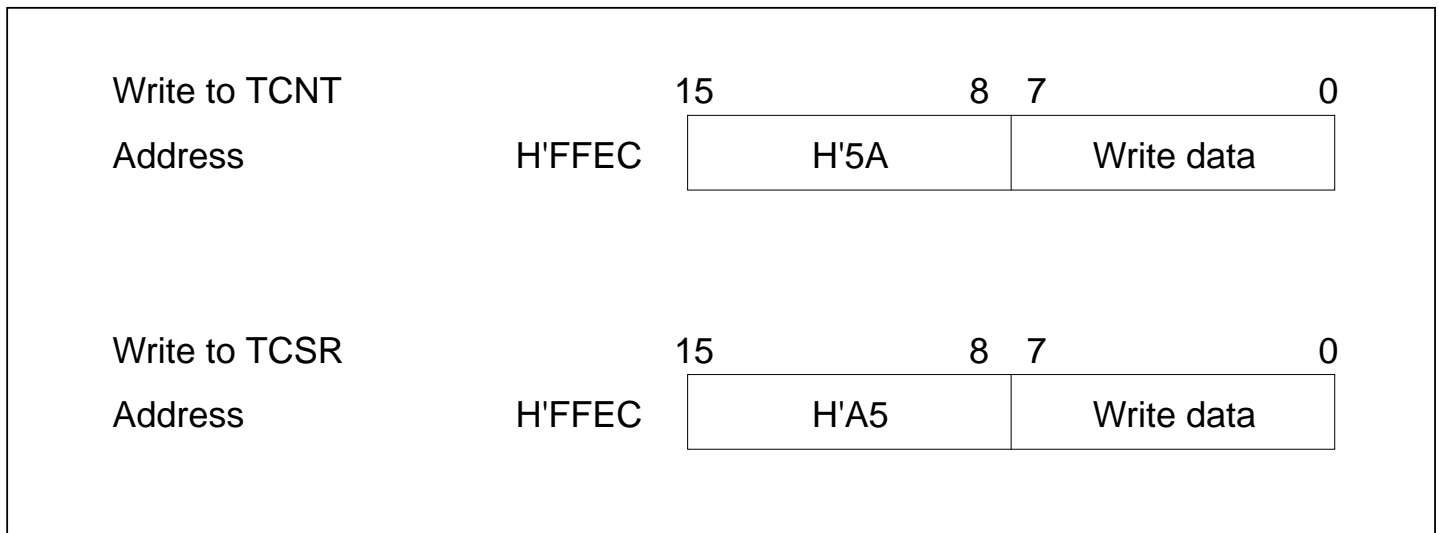 Write to TCNT 15 8 7 0
Address H'FFEC H'5A Write data
Write to TCSR 15 8 7 0
Address H'FFEC H'A5 Write data